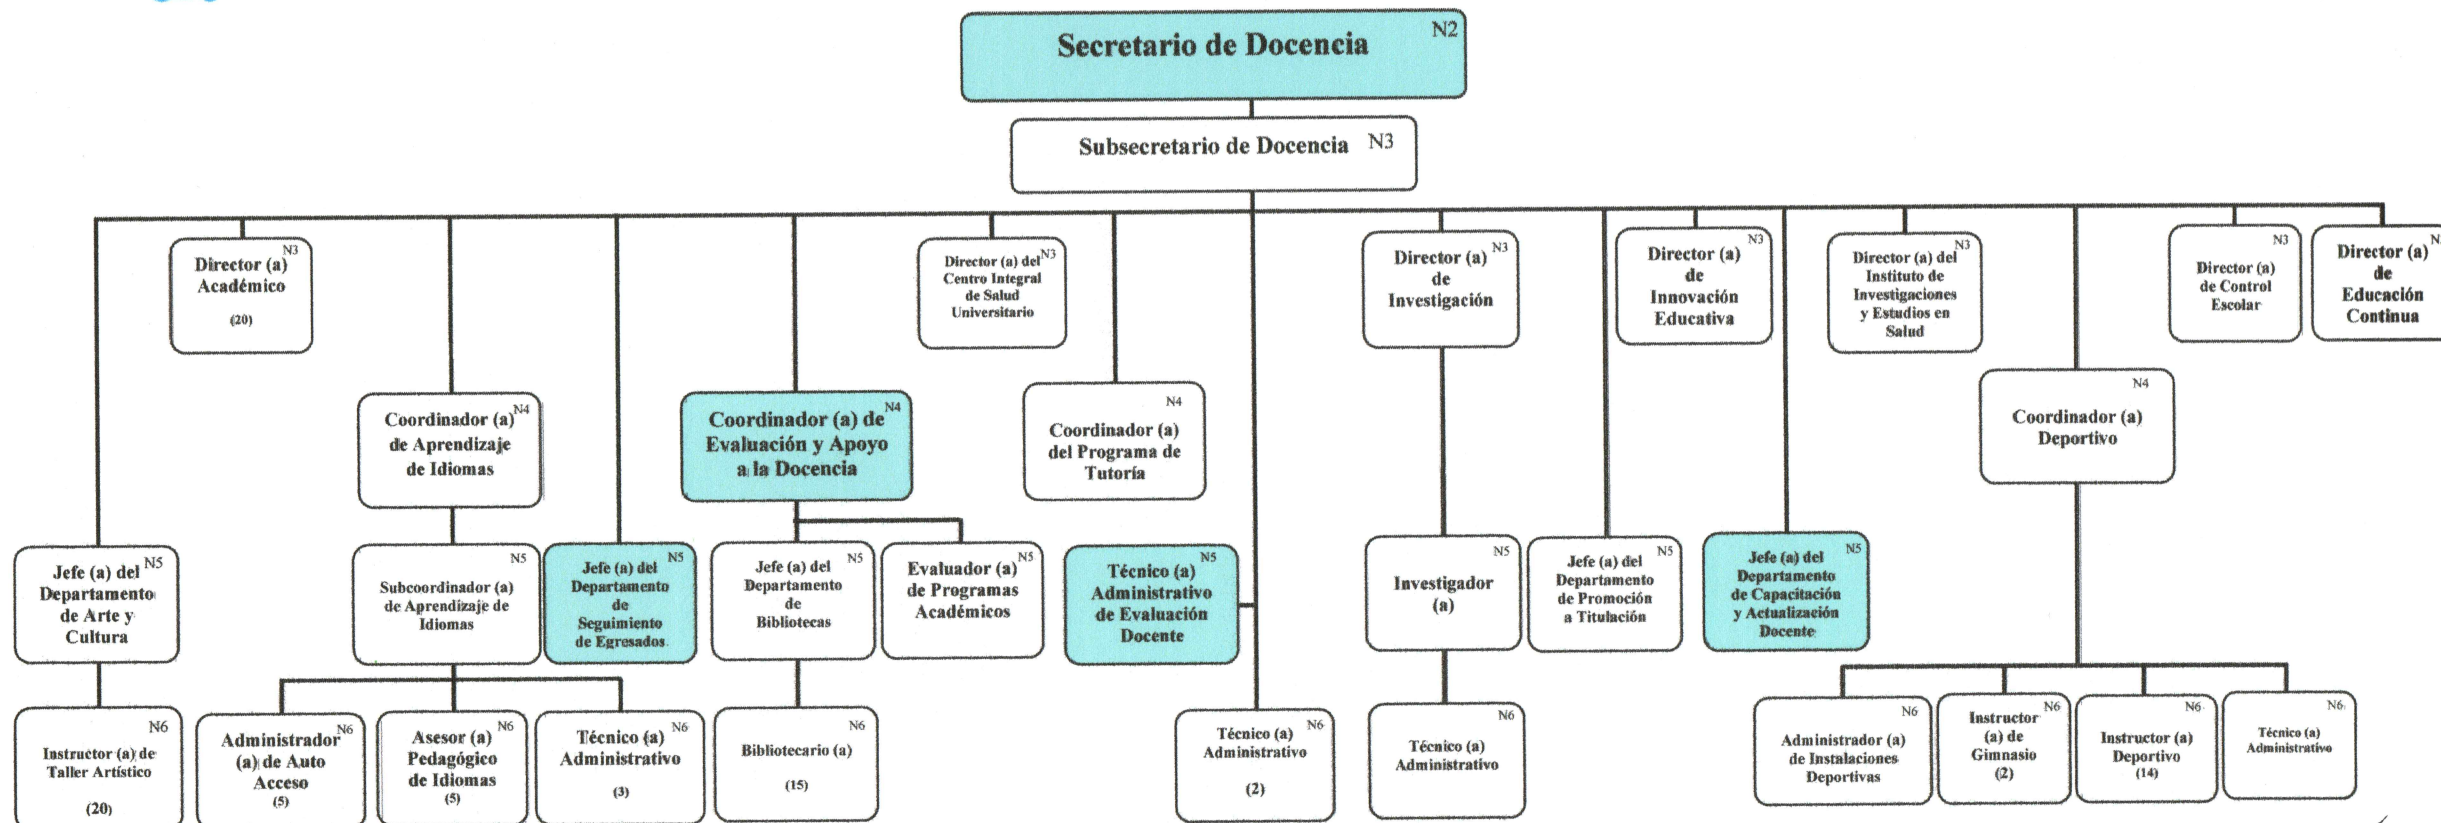 Secretario de Docencia
N2
Subsecretario de Docencia N3
N3
Director (a)
Académico
(20)
Director (a) del N3
Centro Integral
de Salud
Universitario
Director (a) N3
de
Investigación
Director (a) N3
de
Innovación
Educativa
Director (a) del N3
Instituto de
Investigaciones
y Estudios en
Salud
N3
Director (a)
de Control
Escolar
Director (a)
de
Educación
Continua
Coordinador (a) N4
de Aprendizaje
de Idiomas
Coordinador (a) de N4
Evaluación y Apoyo
a la Docencia
N4
Coordinador (a)
del Programa de
Tutoría
N4
Coordinador (a)
Deportivo
Jefe (a) del N5
Departamento
de Arte y
Cultura
N5
Subcoordinador (a)
de Aprendizaje de
Idiomas
Jefe (a) del N5
Departamento
de
Seguimiento
de Egresados
Jefe (a) del N5
Departamento
de
Bibliotecas
Evaluador (a) N5
de Programas
Académicos
Técnico (a) N5
Administrativo
de Evaluación
Docente
N5
Investigador
(a)
Jefe (a) del N5
Departamento
de Promoción
a Titulación
Jefe (a) del N5
Departamento
de Capacitación
y Actualización
Docente
N6
Instructor (a) de
Taller Artístico
(20)
Administrador N6
(a) de Auto
Acceso
(5)
Asesor (a) N6
Pedagógico
de Idiomas
(5)
Técnico (a) N6
Administrativo
(3)
N6
Bibliotecario (a)
(15)
Técnico (a) N6
Administrativo
(2)
N6
Técnico (a)
Administrativo
N6
Administrador (a)
de Instalaciones
Deportivas
Instructor N6
(a) de
Gimnasio
(2)
N6
Instructor (a)
Deportivo
(14)
N6
Técnico (a)
Administrativo